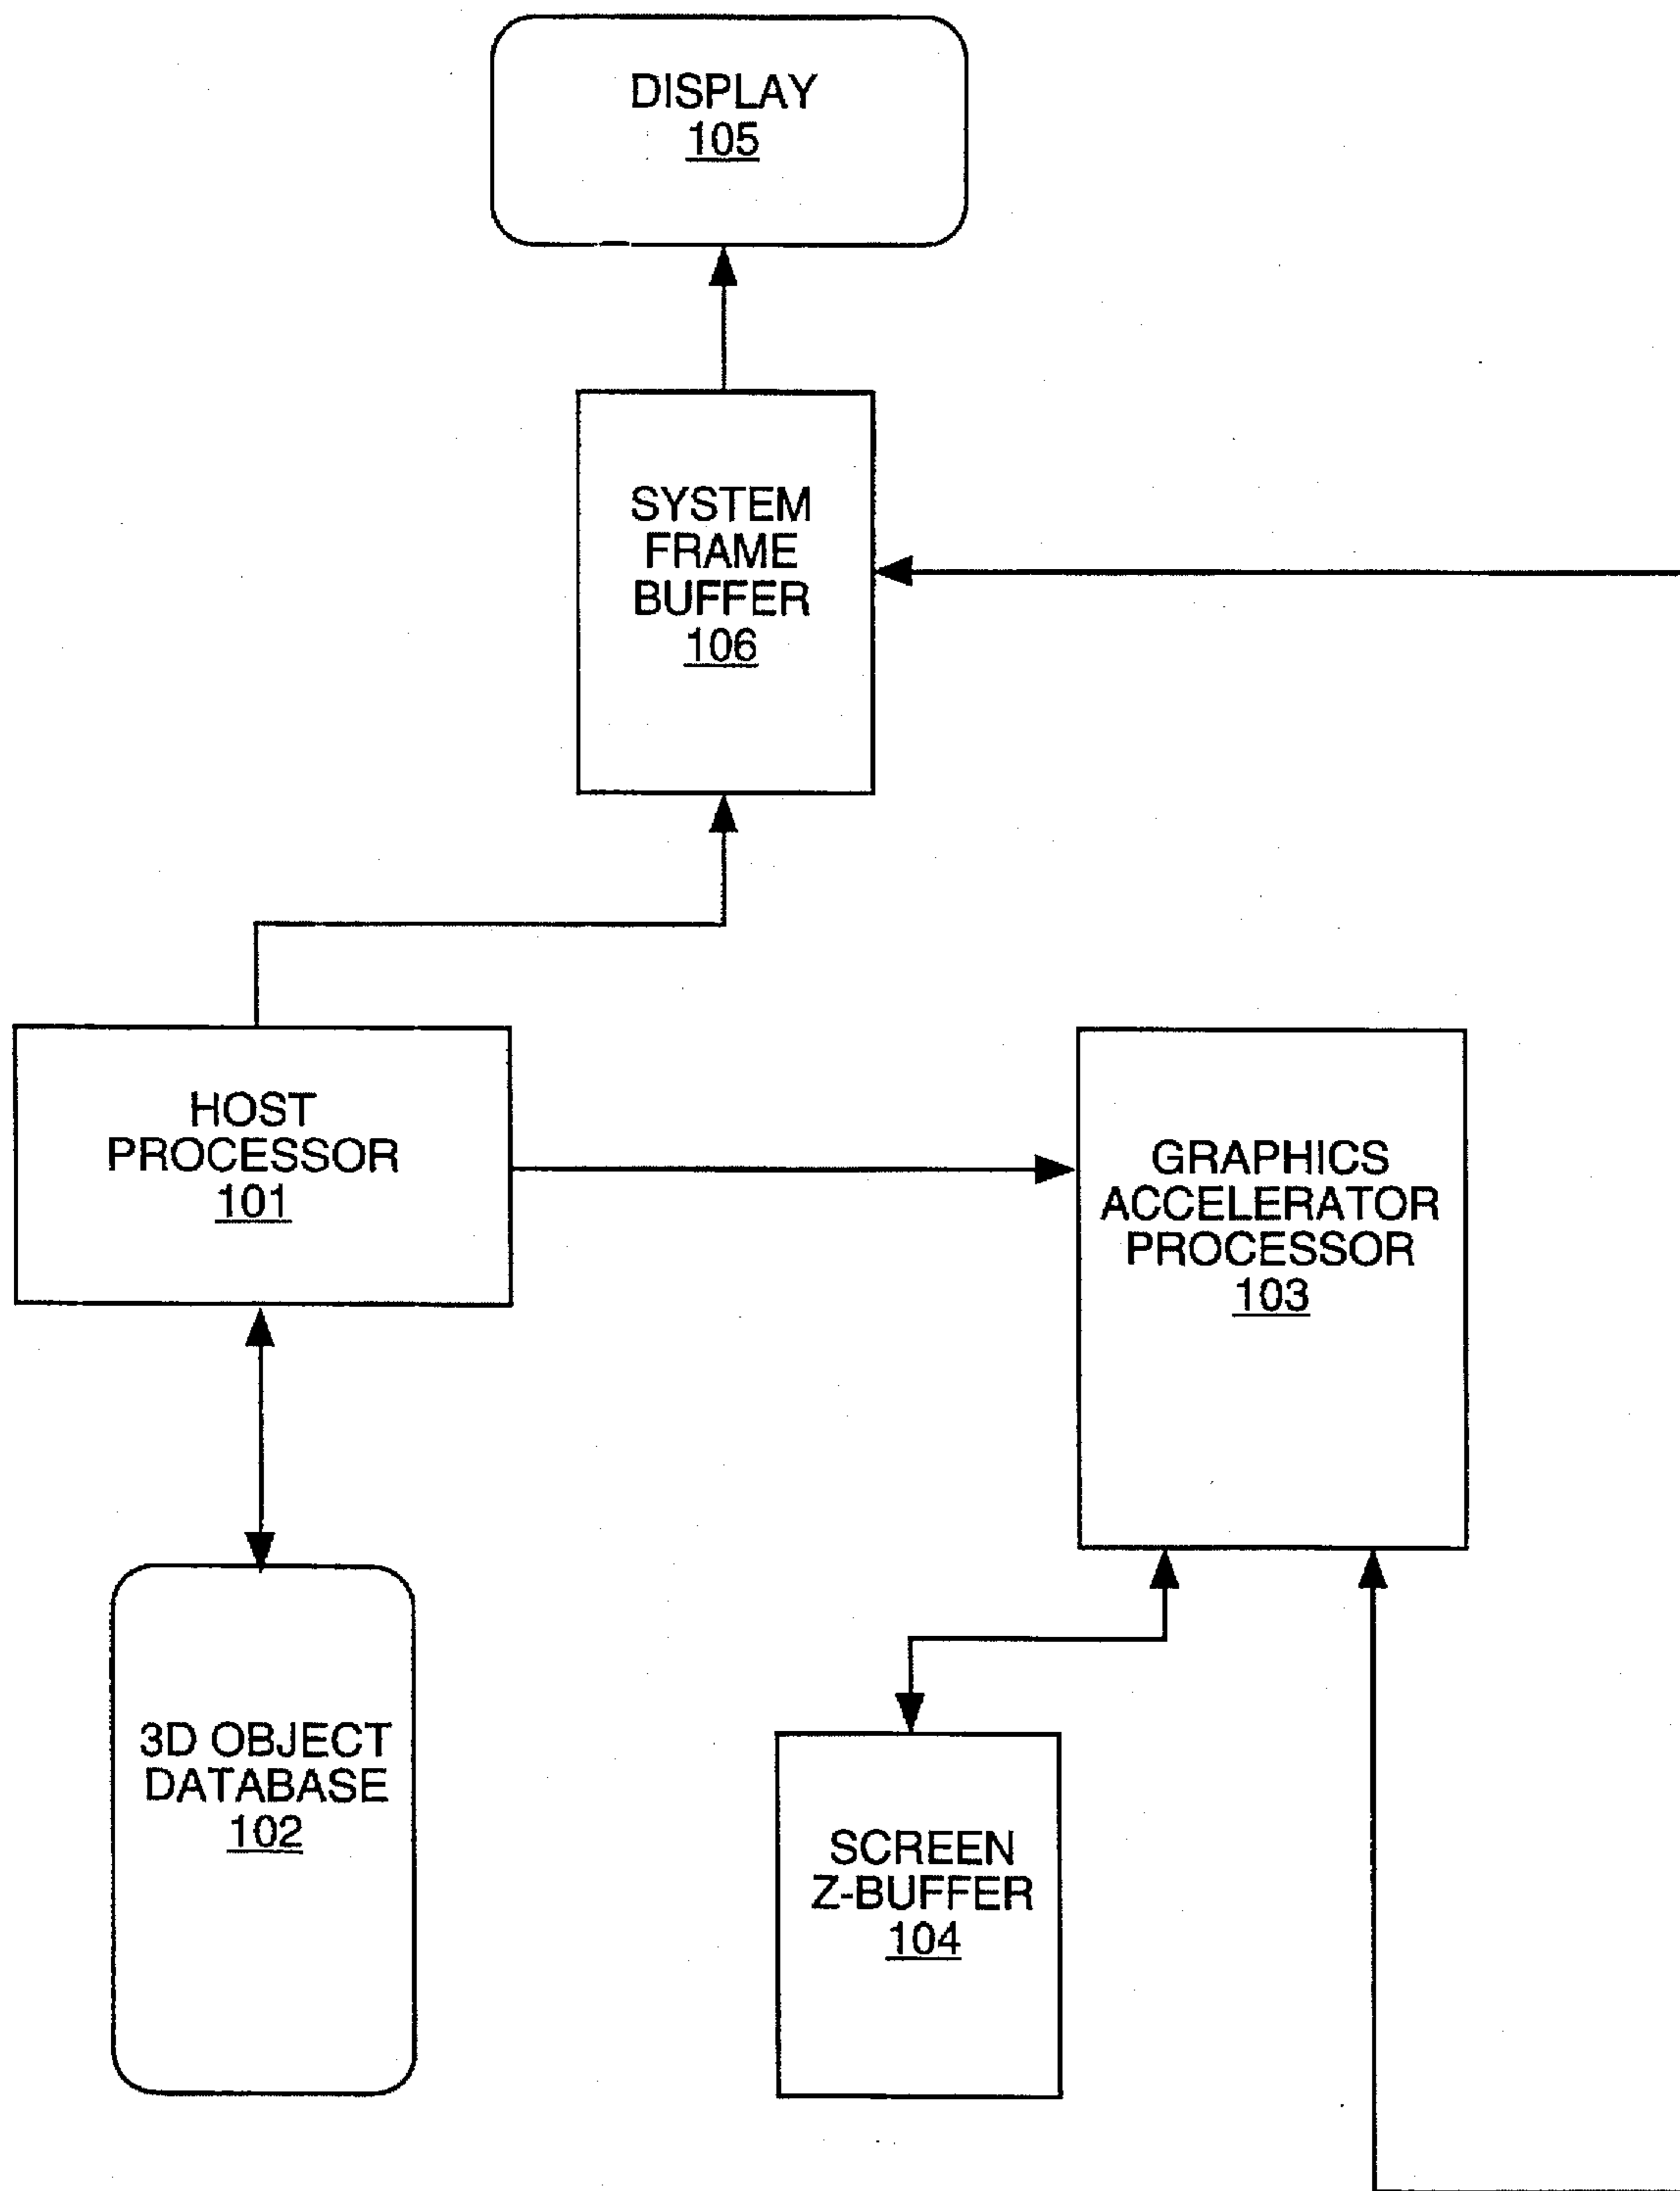 DISPLAY
105
SYSTEM
FRAME
BUFFER
106
HOST
PROCESSOR
101
GRAPHICS
ACCELERATOR
PROCESSOR
103
3D OBJECT
DATABASE
102
SCREEN
Z-BUFFER
104